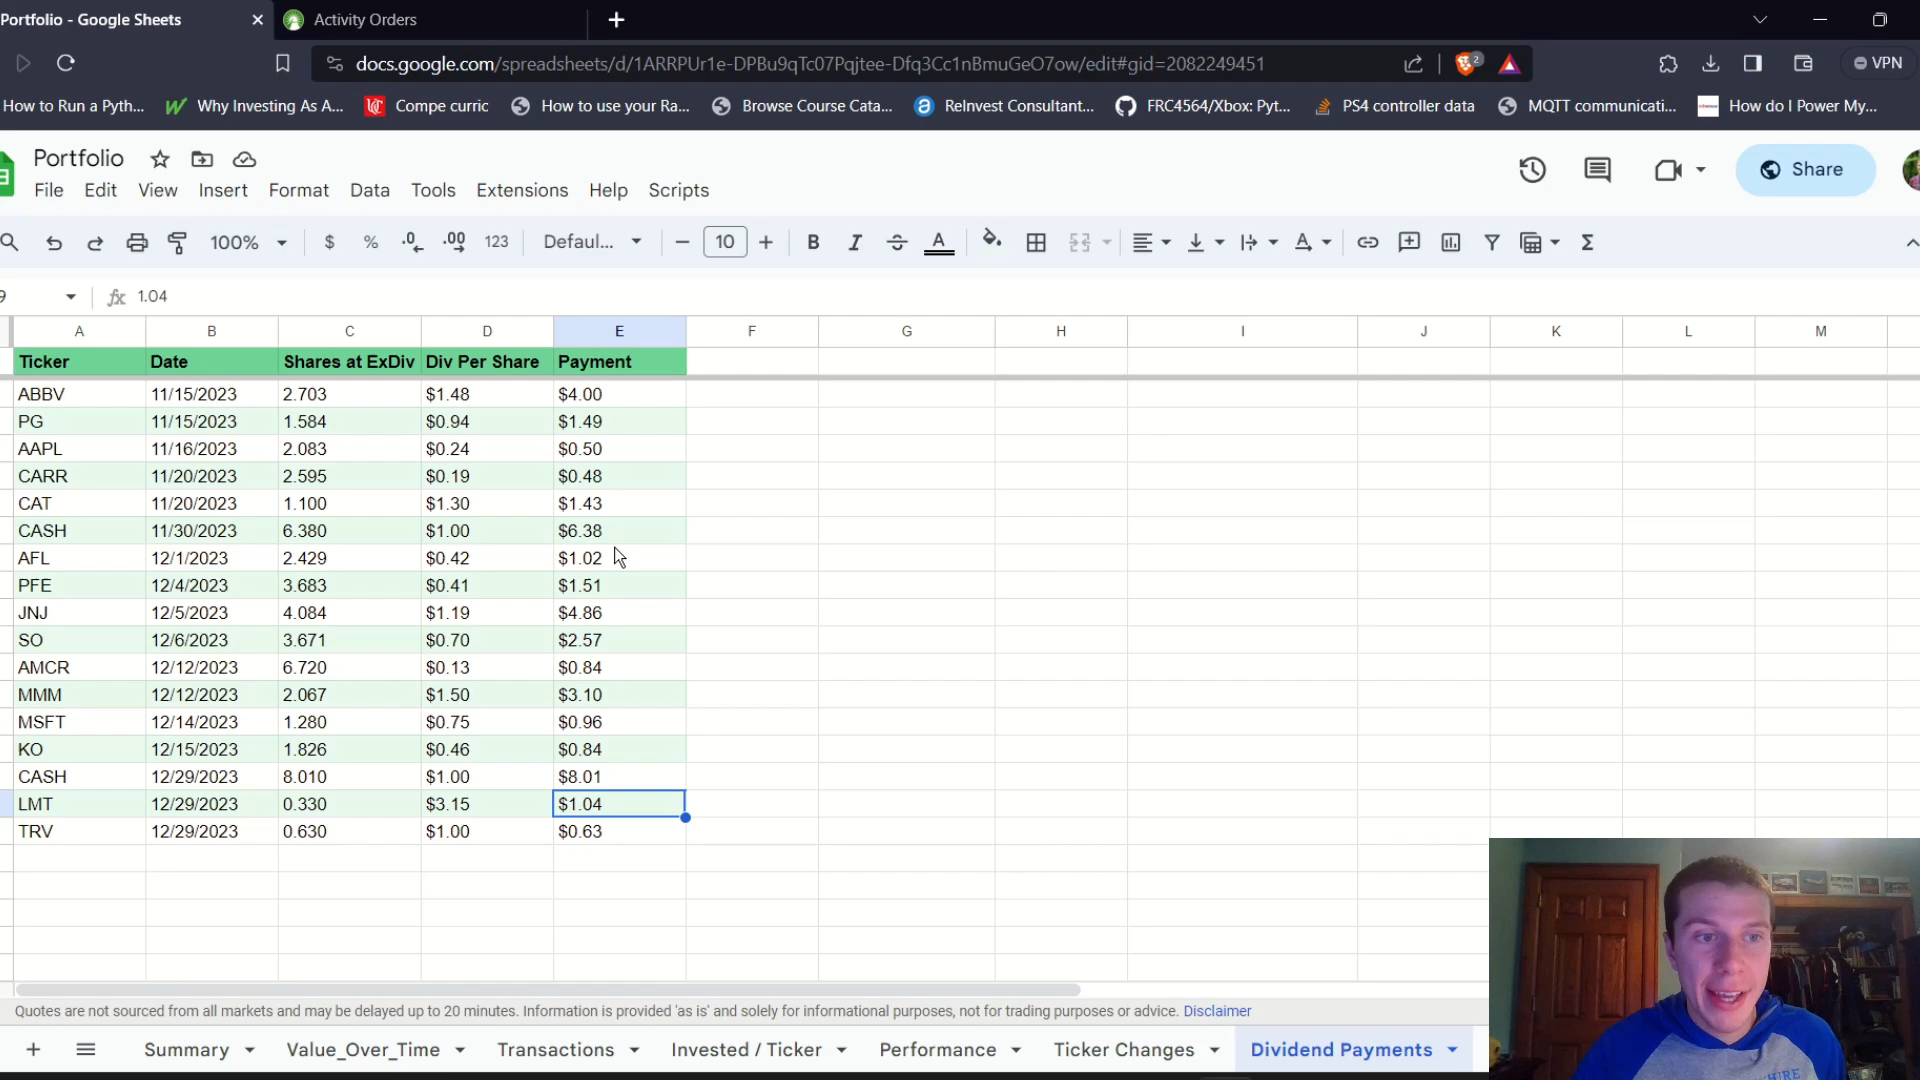 Portfolio - Google Sheets
Activity Orders
docs.google.com/spreadsheets/d/1ARRPUr1e-DPBu9qTc07Pqjtee-Dfq3Cc1nBmuGeO7ow/edit#gid=2082249451
2
VPN
How to Run a Pyth...
Why Investing As A...
Compe curric
How to use your Ra...
Browse Course Cata...
ReInvest Consultant...
FRC4564/Xbox: Pyt...
PS4 controller data
MQTT communicati...
How do I Power My...
Portfolio
Share
File Edit View Insert Format Data Tools Extensions Help Scripts
100% $ % .0 .00 123 Defaul... 10 B I A
9 fx 1.04
A B C D E F G H I J K L M
Ticker Date Shares at ExDiv Div Per Share Payment
ABBV 11/15/2023 2.703 $1.48 $4.00
PG 11/15/2023 1.584 $0.94 $1.49
AAPL 11/16/2023 2.083 $0.24 $0.50
CARR 11/20/2023 2.595 $0.19 $0.48
CAT 11/20/2023 1.100 $1.30 $1.43
CASH 11/30/2023 6.380 $1.00 $6.38
AFL 12/1/2023 2.429 $0.42 $1.02
PFE 12/4/2023 3.683 $0.41 $1.51
JNJ 12/5/2023 4.084 $1.19 $4.86
SO 12/6/2023 3.671 $0.70 $2.57
AMCR 12/12/2023 6.720 $0.13 $0.84
MMM 12/12/2023 2.067 $1.50 $3.10
MSFT 12/14/2023 1.280 $0.75 $0.96
KO 12/15/2023 1.826 $0.46 $0.84
CASH 12/29/2023 8.010 $1.00 $8.01
LMT 12/29/2023 0.330 $3.15 $1.04
TRV 12/29/2023 0.630 $1.00 $0.63
Quotes are not sourced from all markets and may be delayed up to 20 minutes. Information is provided 'as is' and solely for informational purposes, not for trading purposes or advice. Disclaimer
Summary Value_Over_Time Transactions Invested / Ticker Performance Ticker Changes Dividend Payments